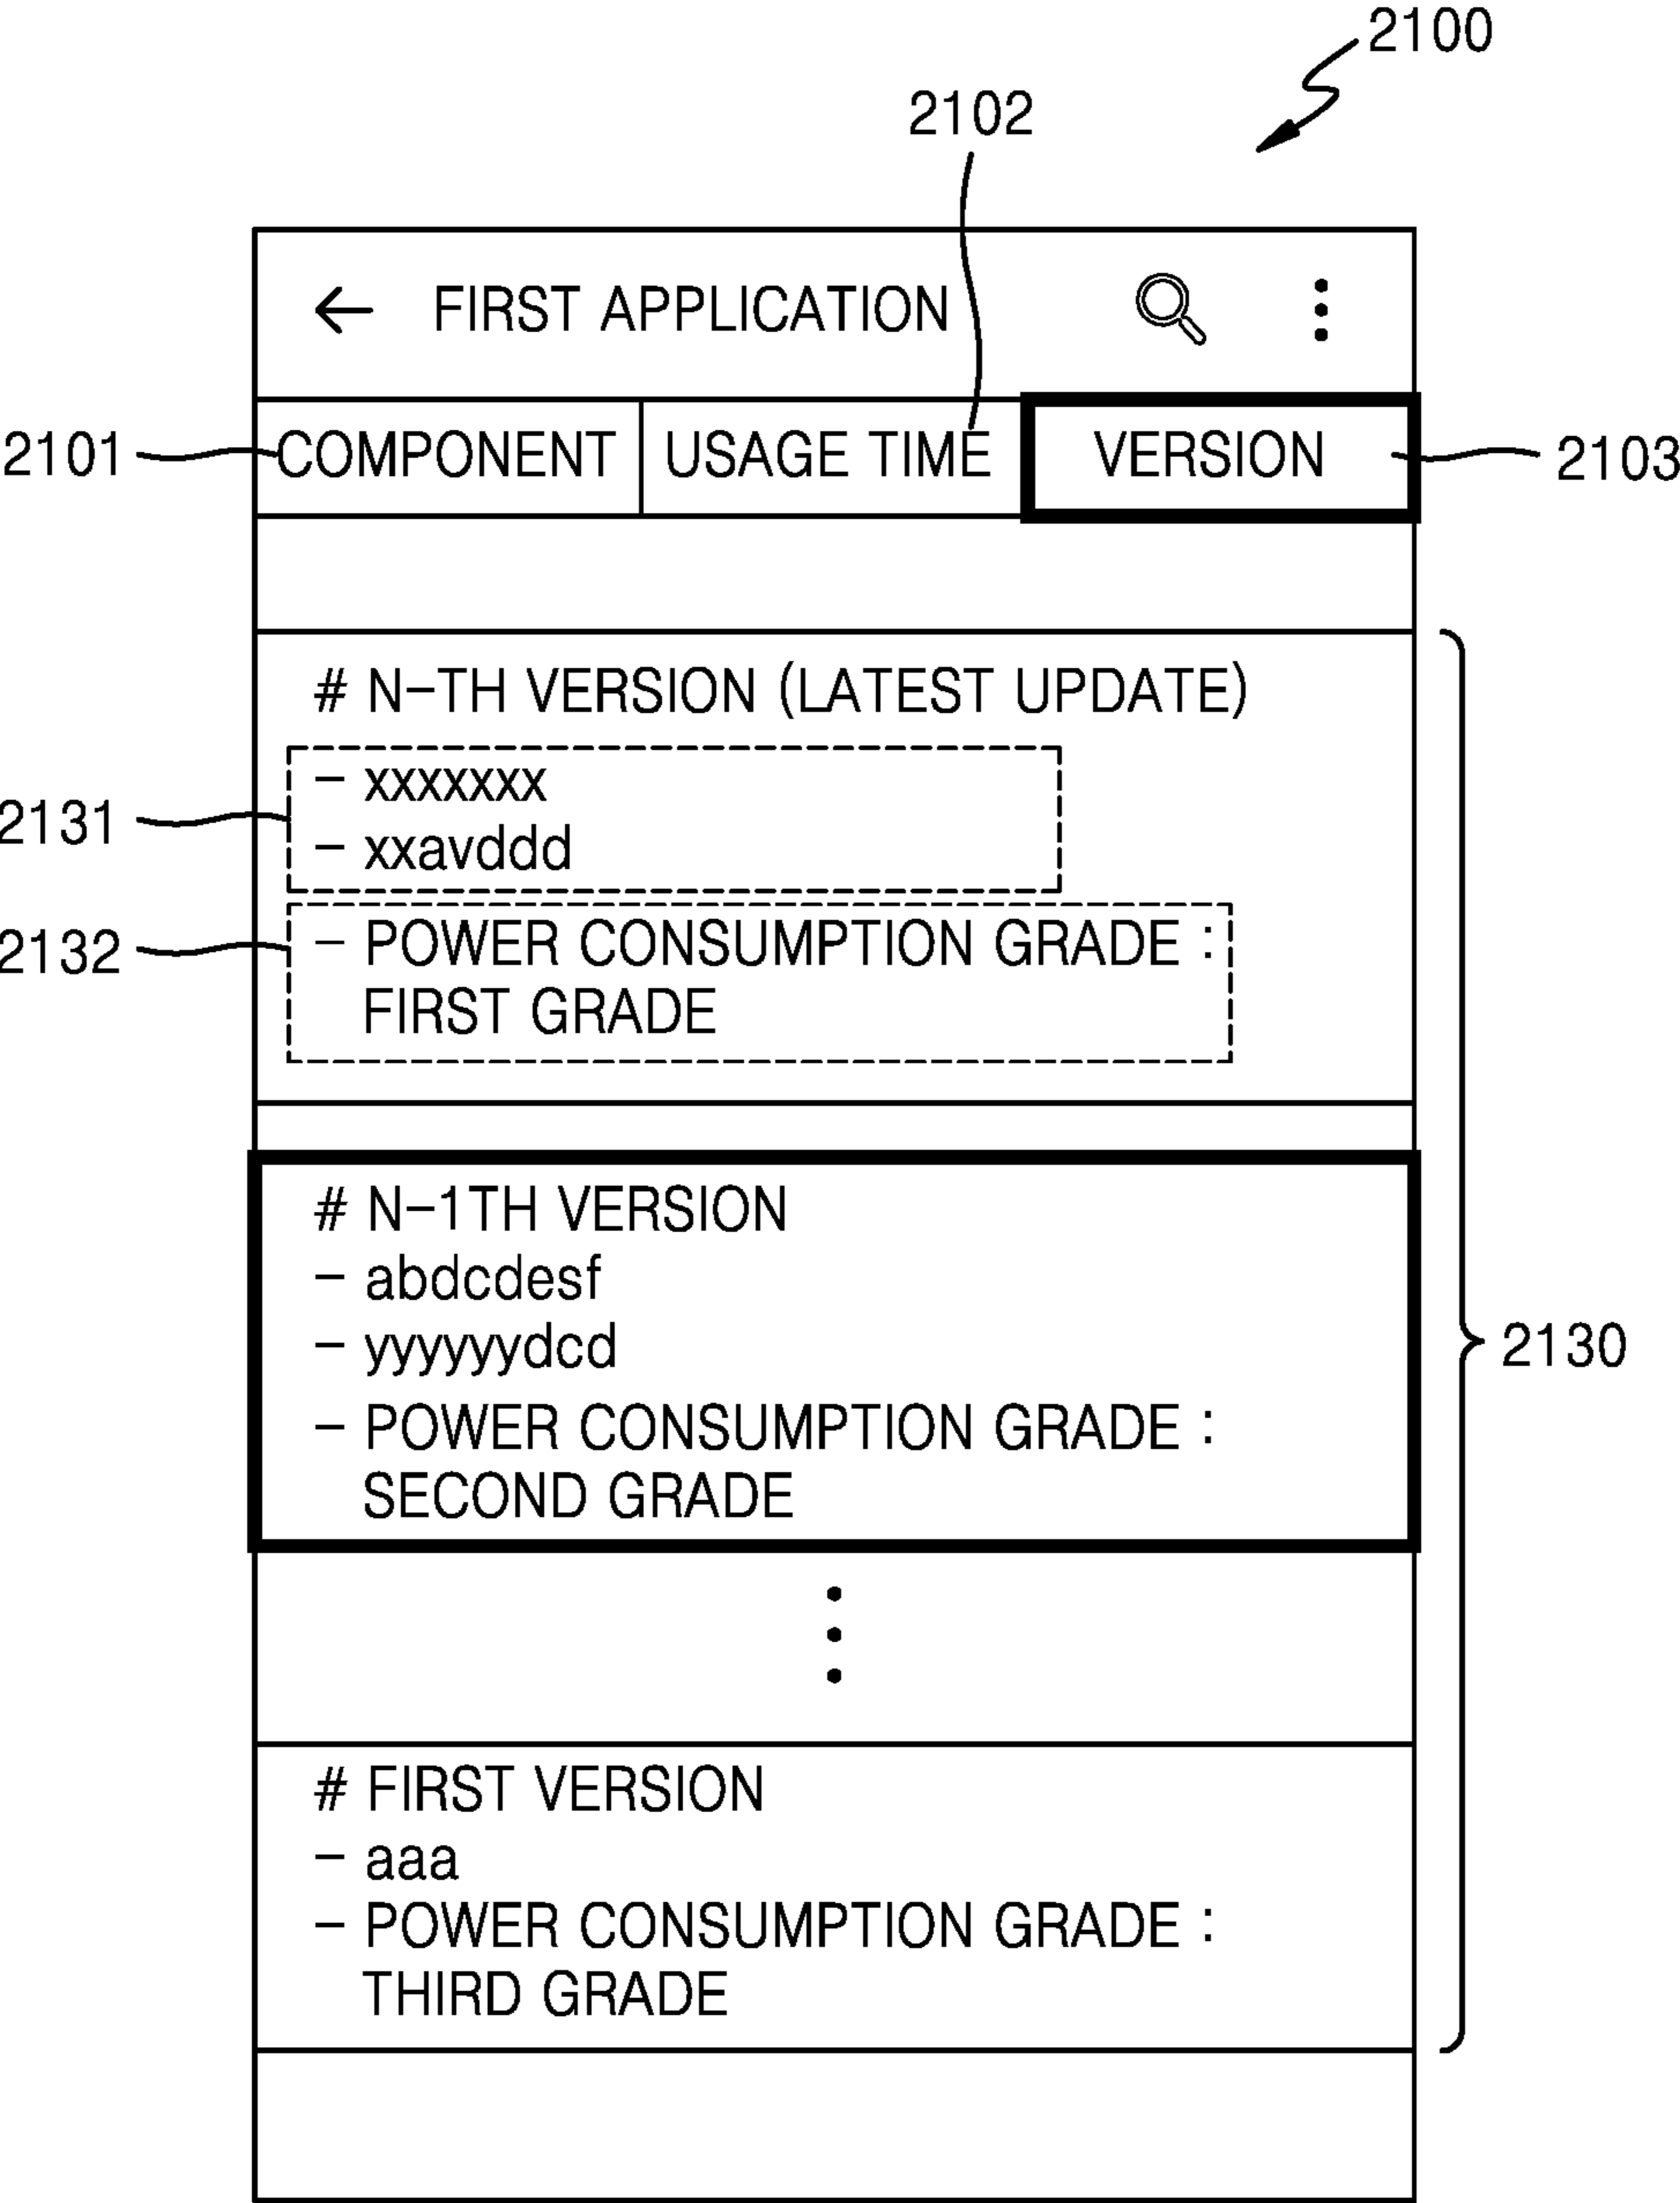 2100
2102
← FIRST APPLICATION
2101 COMPONENT USAGE TIME VERSION 2103
# N-TH VERSION (LATEST UPDATE)
- xxxxxxx
2131
- xxavddd
2132 - POWER CONSUMPTION GRADE :
FIRST GRADE
# N-1TH VERSION
- abdcdesf
- yyyyyydcd
2130
- POWER CONSUMPTION GRADE :
SECOND GRADE
# FIRST VERSION
- aaa
- POWER CONSUMPTION GRADE :
THIRD GRADE